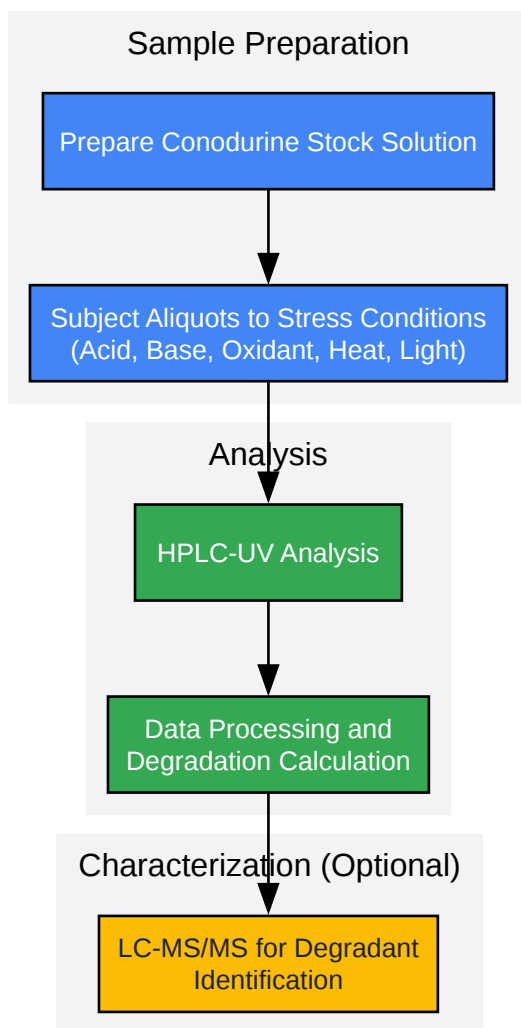 Sample Preparation
Prepare Conodurine Stock Solution
Subject Aliquots to Stress Conditions
(Acid, Base, Oxidant, Heat, Light)
Analysis
HPLC-UV Analysis
Data Processing and
Degradation Calculation
Characterization (Optional)
LC-MS/MS for Degradant
Identification